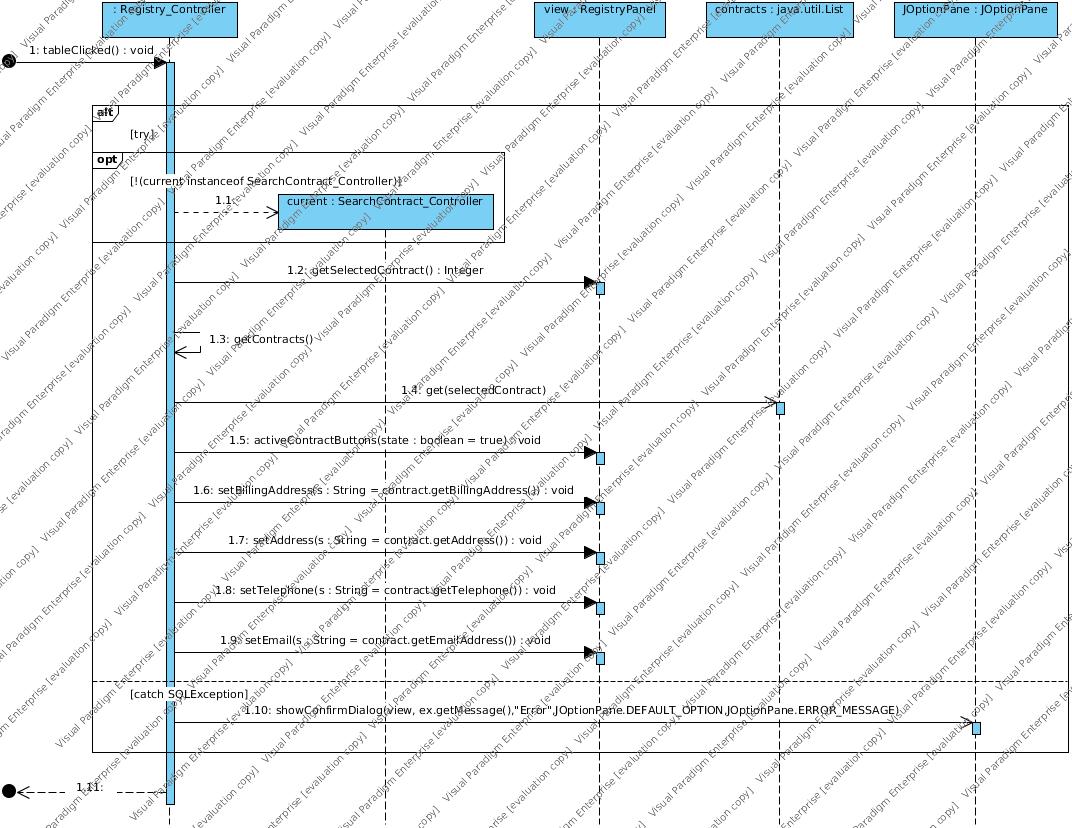 : Registry_Controller
view : RegistryPanel
contracts : java.util.List
JOptionPane : JOptionPane
1: tableClicked() : void
alt
[try]
opt
[!(current instanceof SearchContract_Controller)]
1.1:
current : SearchContract_Controller
1.2: getSelectedContract() : Integer
1.3: getContracts()
1.4: get(selectedContract)
1.5: activeContractButtons(state : boolean = true) : void
1.6: setBillingAddress(s : String = contract.getBillingAddress()) : void
1.7: setAddress(s : String = contract.getAddress()) : void
1.8: setTelephone(s : String = contract.getTelephone()) : void
1.9: setEmail(s : String = contract.getEmailAddress()) : void
[catch SQLException]
1.10: showConfirmDialog(view, ex.getMessage(),"Error",JOptionPane.DEFAULT_OPTION,JOptionPane.ERROR_MESSAGE)
1.11:
Visual Paradigm Enterprise [evaluation copy]